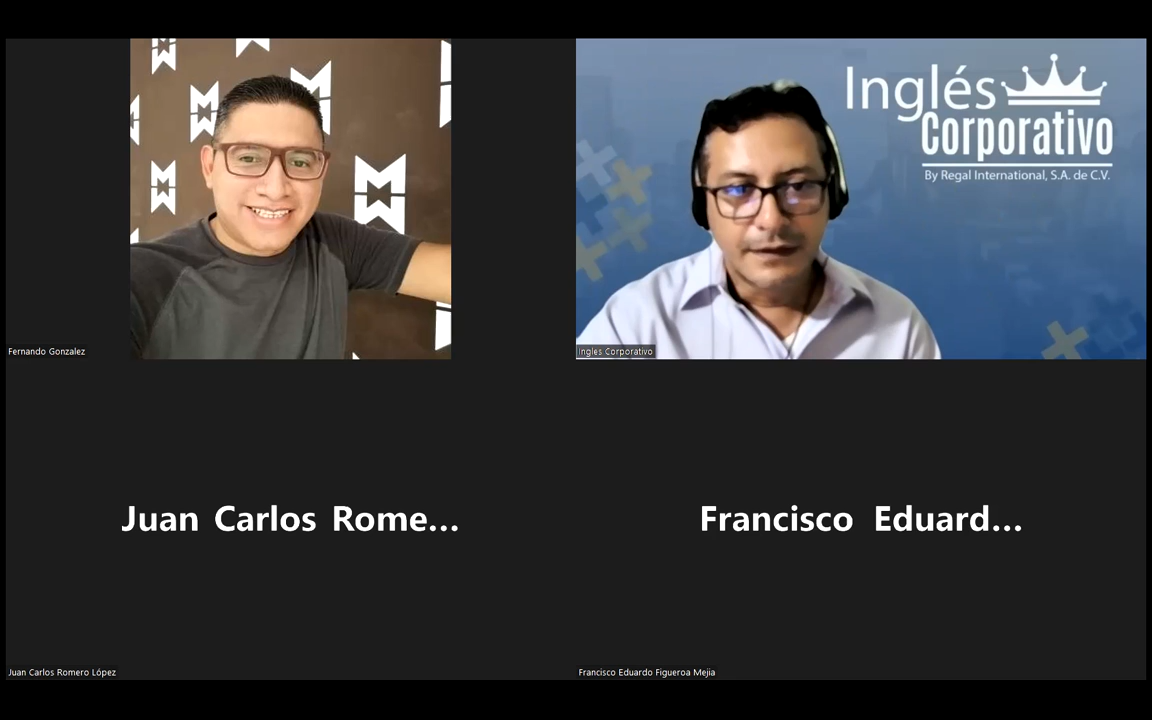 Inglés
Corporativo
By Regal International, S.A. de C.V.
Fernando Gonzalez
Ingles Corporativo
Juan Carlos Rome...
Francisco Eduard...
Juan Carlos Romero López
Francisco Eduardo Figueroa Mejia